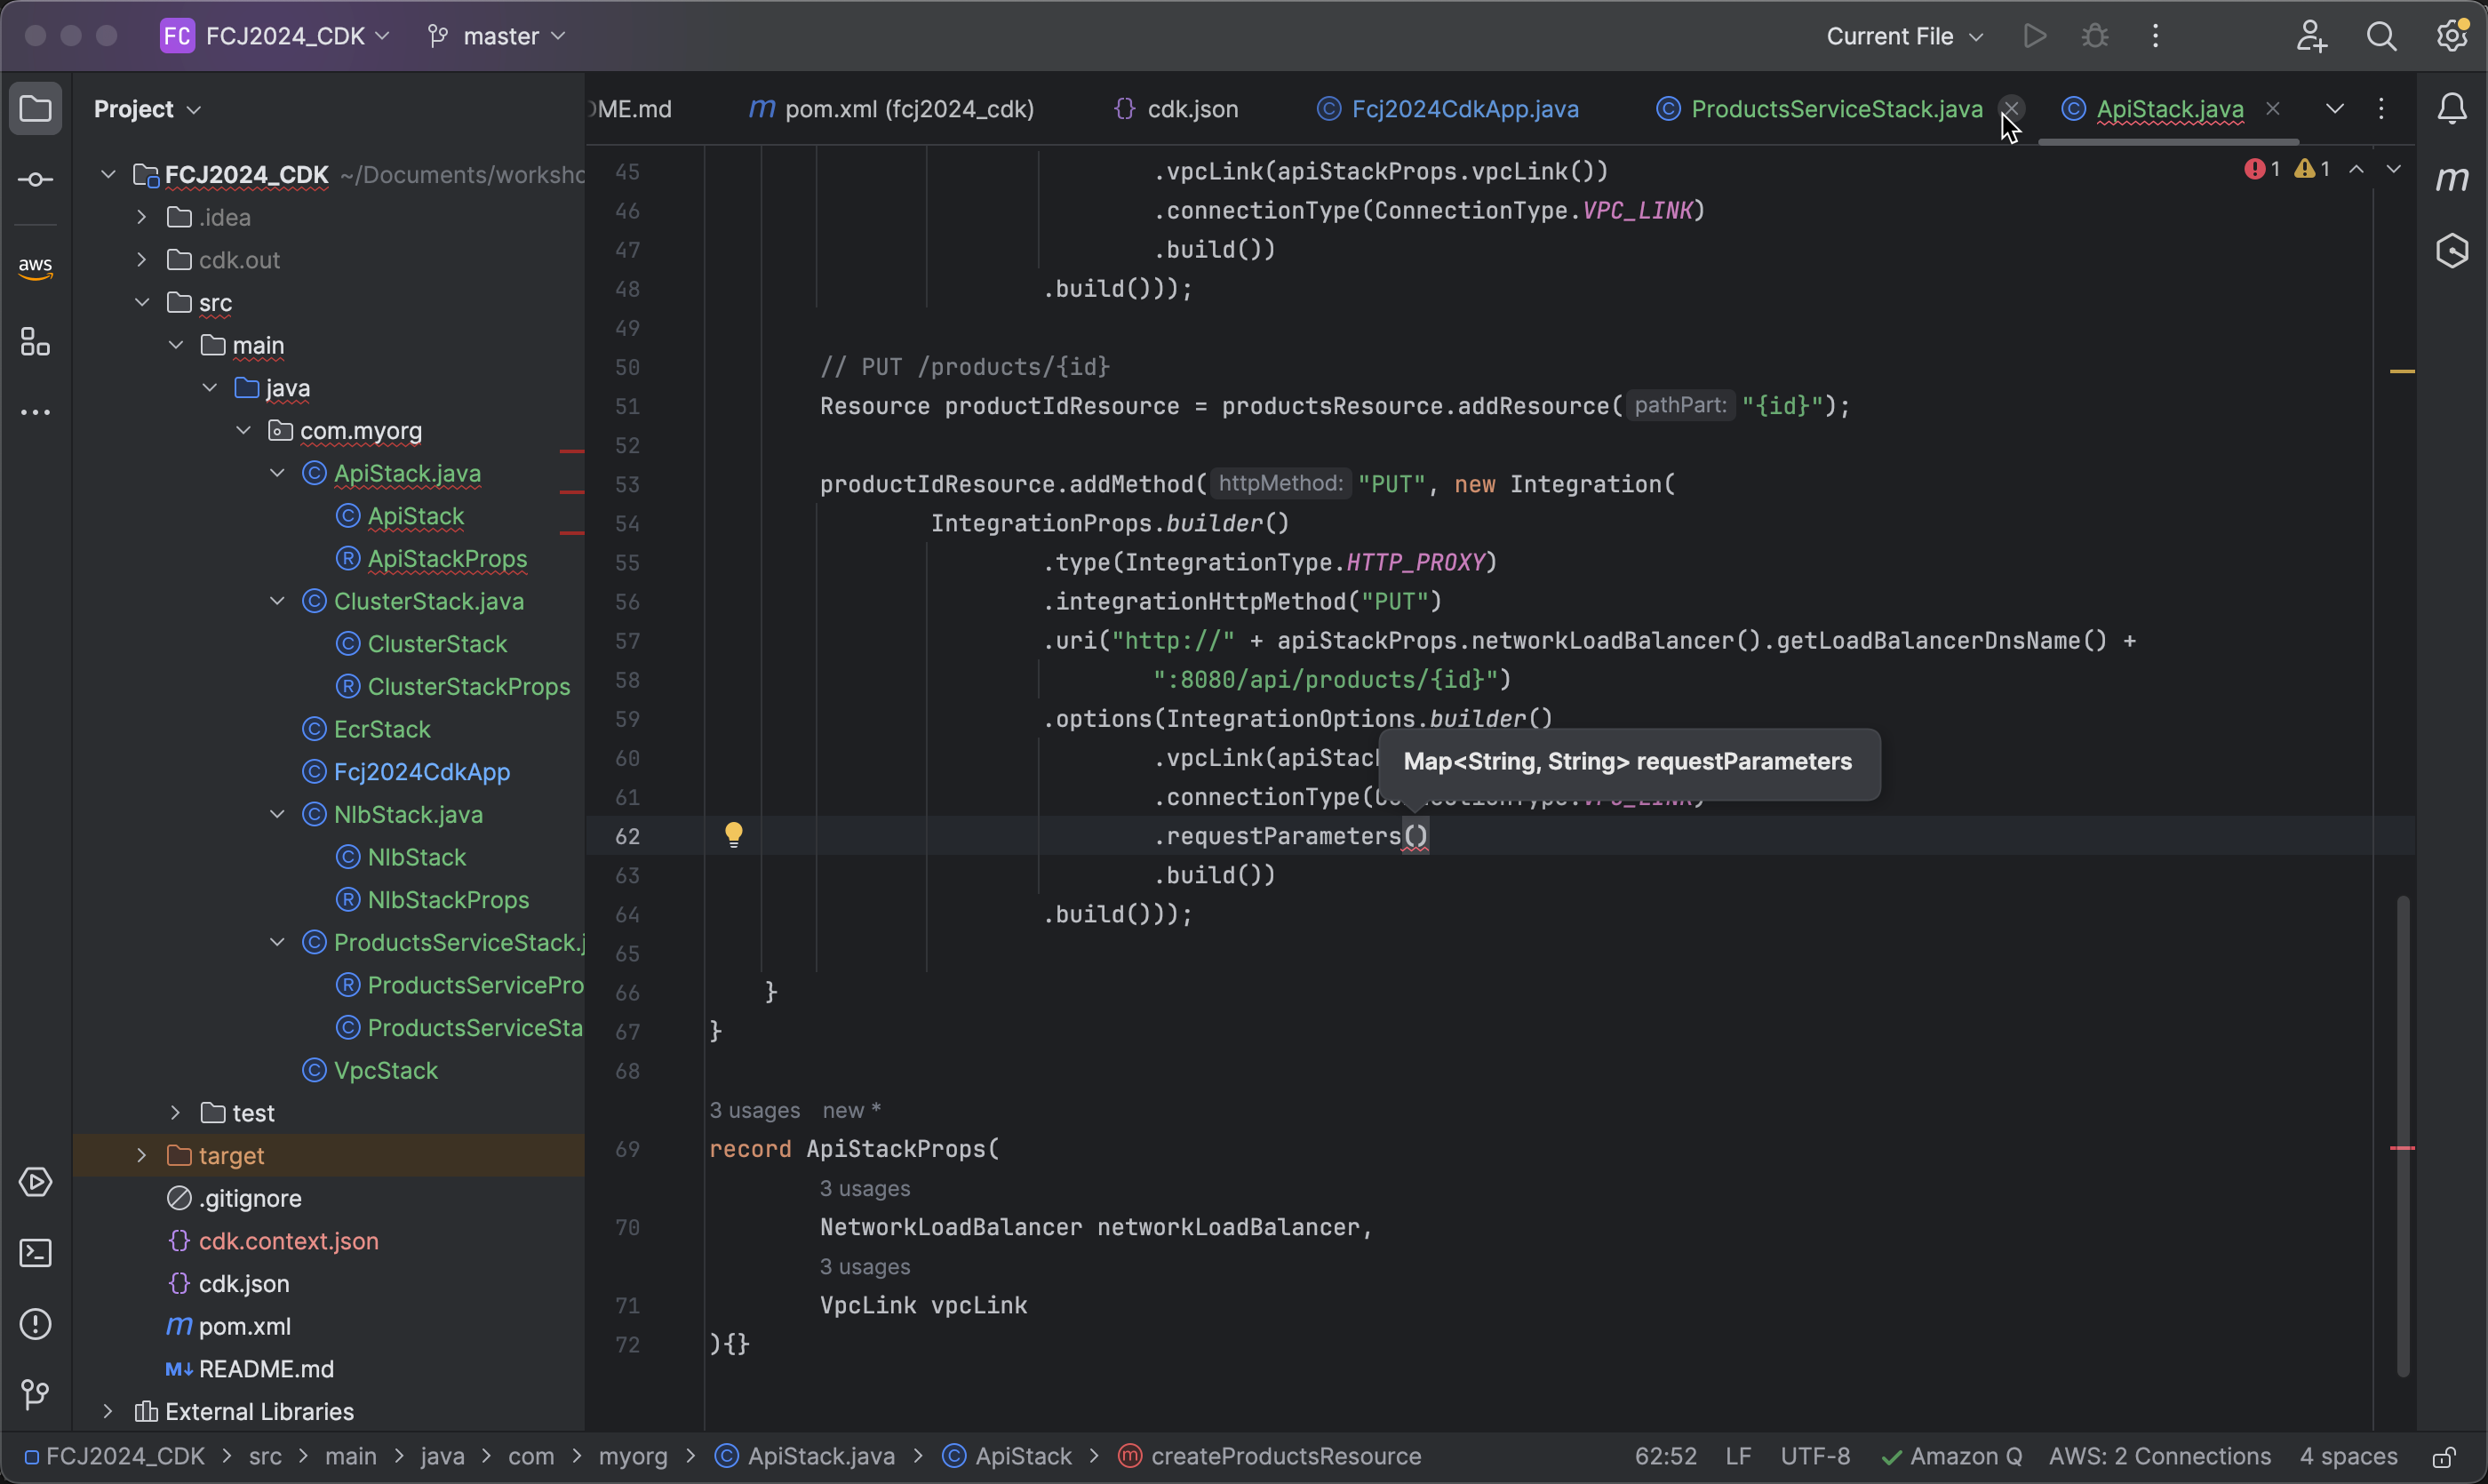 FC FCJ2024_CDK master Current File
Project
OME.md
m pom.xml (fcj2024_cdk)
{} cdk.json
C Fcj2024CdkApp.java
C ProductsServiceStack.java
C ApiStack.java
1 1
aws
m
FCJ2024_CDK ~/Documents/worksho
.idea
cdk.out
src
main
java
com.myorg
C ApiStack.java
C ApiStack
R ApiStackProps
C ClusterStack.java
C ClusterStack
R ClusterStackProps
C EcrStack
C Fcj2024CdkApp
C NlbStack.java
C NlbStack
R NlbStackProps
C ProductsServiceStack.j
R ProductsServicePro
C ProductsServiceSta
C VpcStack
test
target
.gitignore
{} cdk.context.json
{} cdk.json
m pom.xml
M↓ README.md
External Libraries
45 .vpcLink(apiStackProps.vpcLink())
46 .connectionType(ConnectionType.VPC_LINK)
47 .build())
48 .build()));
49
50 // PUT /products/{id}
51 Resource productIdResource = productsResource.addResource( pathPart: "{id}");
52
53 productIdResource.addMethod( httpMethod: "PUT", new Integration(
54 IntegrationProps.builder()
55 .type(IntegrationType.HTTP_PROXY)
56 .integrationHttpMethod("PUT")
57 .uri("http://" + apiStackProps.networkLoadBalancer().getLoadBalancerDnsName() +
58 ":8080/api/products/{id}")
59 .options(IntegrationOptions.builder()
60 .vpcLink(apiStac
Map<String, String> requestParameters
61 .connectionType(ConnectionType.VPC_LINK)
62 .requestParameters()
63 .build())
64 .build()));
65
66 }
67 }
68
3 usages new *
69 record ApiStackProps(
3 usages
70 NetworkLoadBalancer networkLoadBalancer,
3 usages
71 VpcLink vpcLink
72 ){}
FCJ2024_CDK > src > main > java > com > myorg > C ApiStack.java > C ApiStack > m createProductsResource
62:52 LF UTF-8 Amazon Q AWS: 2 Connections 4 spaces